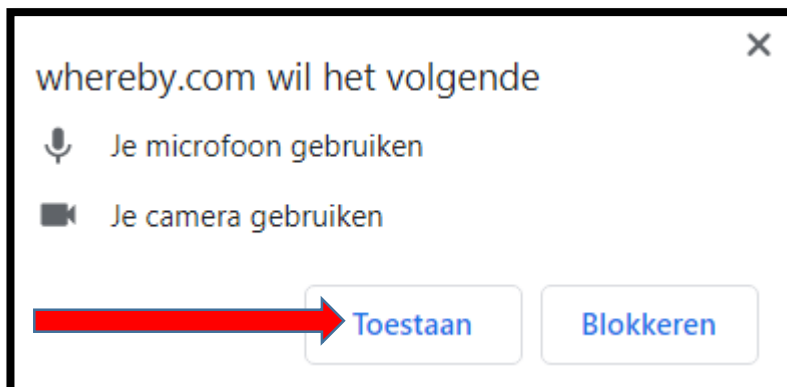 whereby.com wil het volgende
Je microfoon gebruiken
Je camera gebruiken
Toestaan Blokkeren